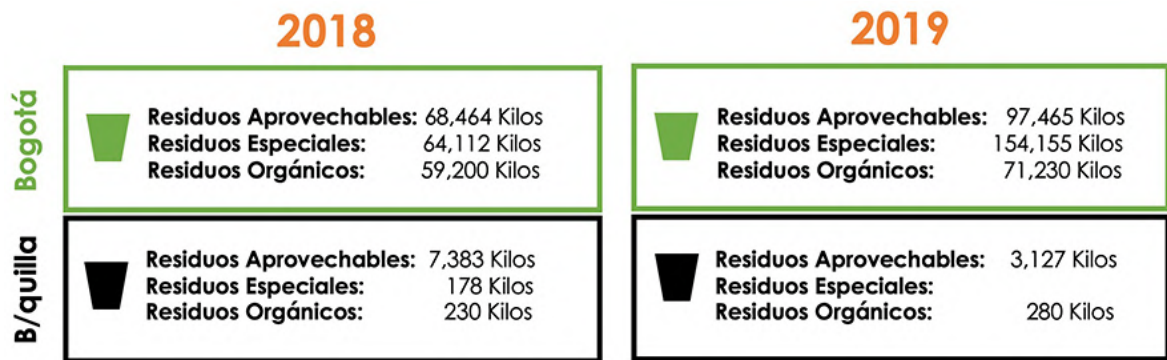 2018
2019
Bogotá
Residuos Aprovechables: 68,464 Kilos
Residuos Especiales: 64,112 Kilos
Residuos Orgánicos: 59,200 Kilos
Residuos Aprovechables: 97,465 Kilos
Residuos Especiales: 154,155 Kilos
Residuos Orgánicos: 71,230 Kilos
B/quilla
Residuos Aprovechables: 7,383 Kilos
Residuos Especiales: 178 Kilos
Residuos Orgánicos: 230 Kilos
Residuos Aprovechables: 3,127 Kilos
Residuos Especiales:
Residuos Orgánicos: 280 Kilos